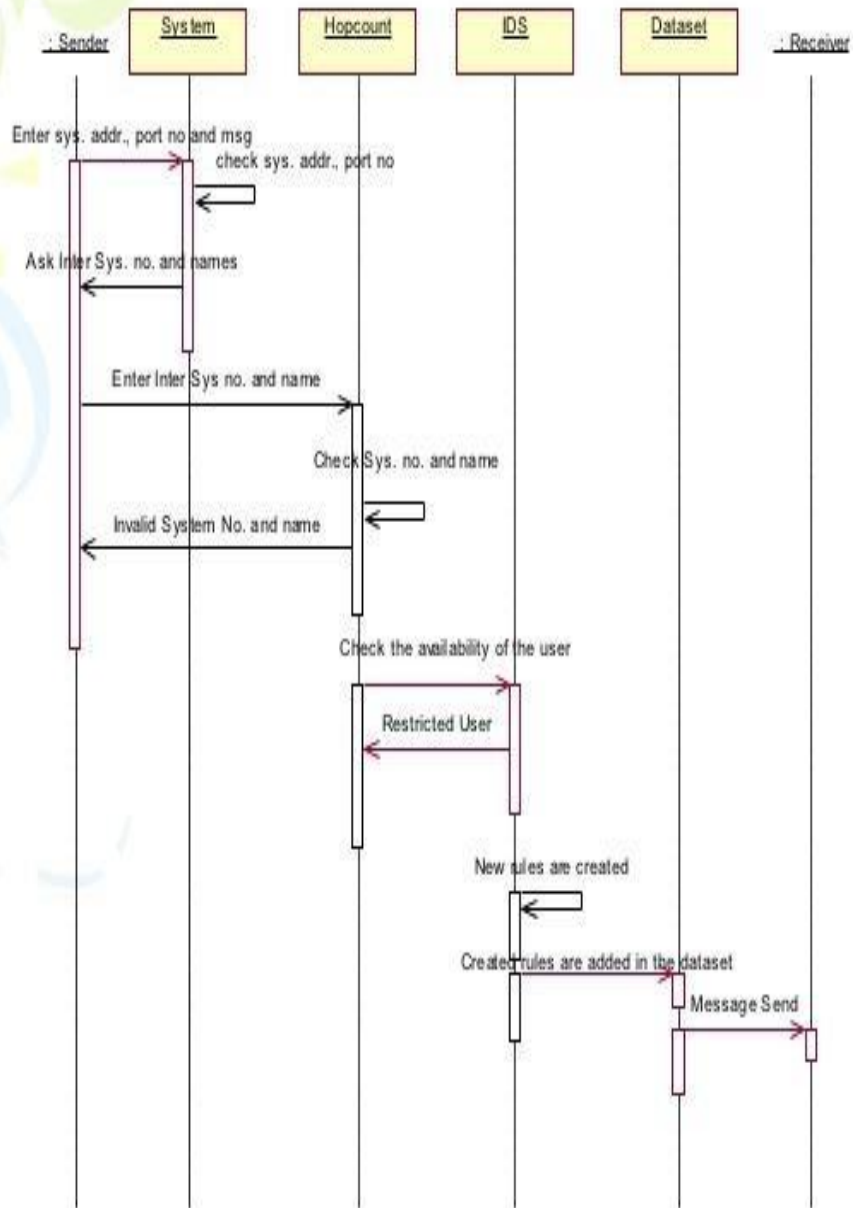 : Sender
System
Hopcount
IDS
Dataset
: Receiver
Enter sys. addr., port no and msg
check sys. addr., port no
Ask Inter Sys. no. and names
Enter Inter Sys no. and name
Check Sys. no. and name
Invalid System No. and name
Check the availability of the user
Restricted User
New rules are created
Created rules are added in the dataset
Message Send